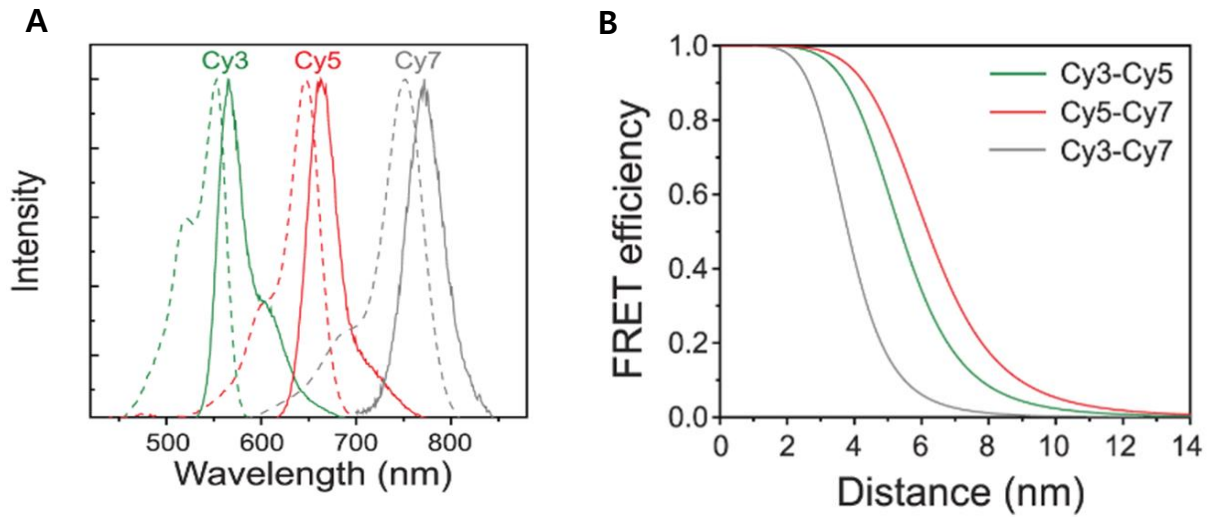 A
Cy3 Cy5 Cy7
Intensity
500 600 700 800
Wavelength (nm)
B
1.0
0.8
0.6
0.4
0.2
0.0
FRET efficiency
Cy3-Cy5
Cy5-Cy7
Cy3-Cy7
0 2 4 6 8 10 12 14
Distance (nm)